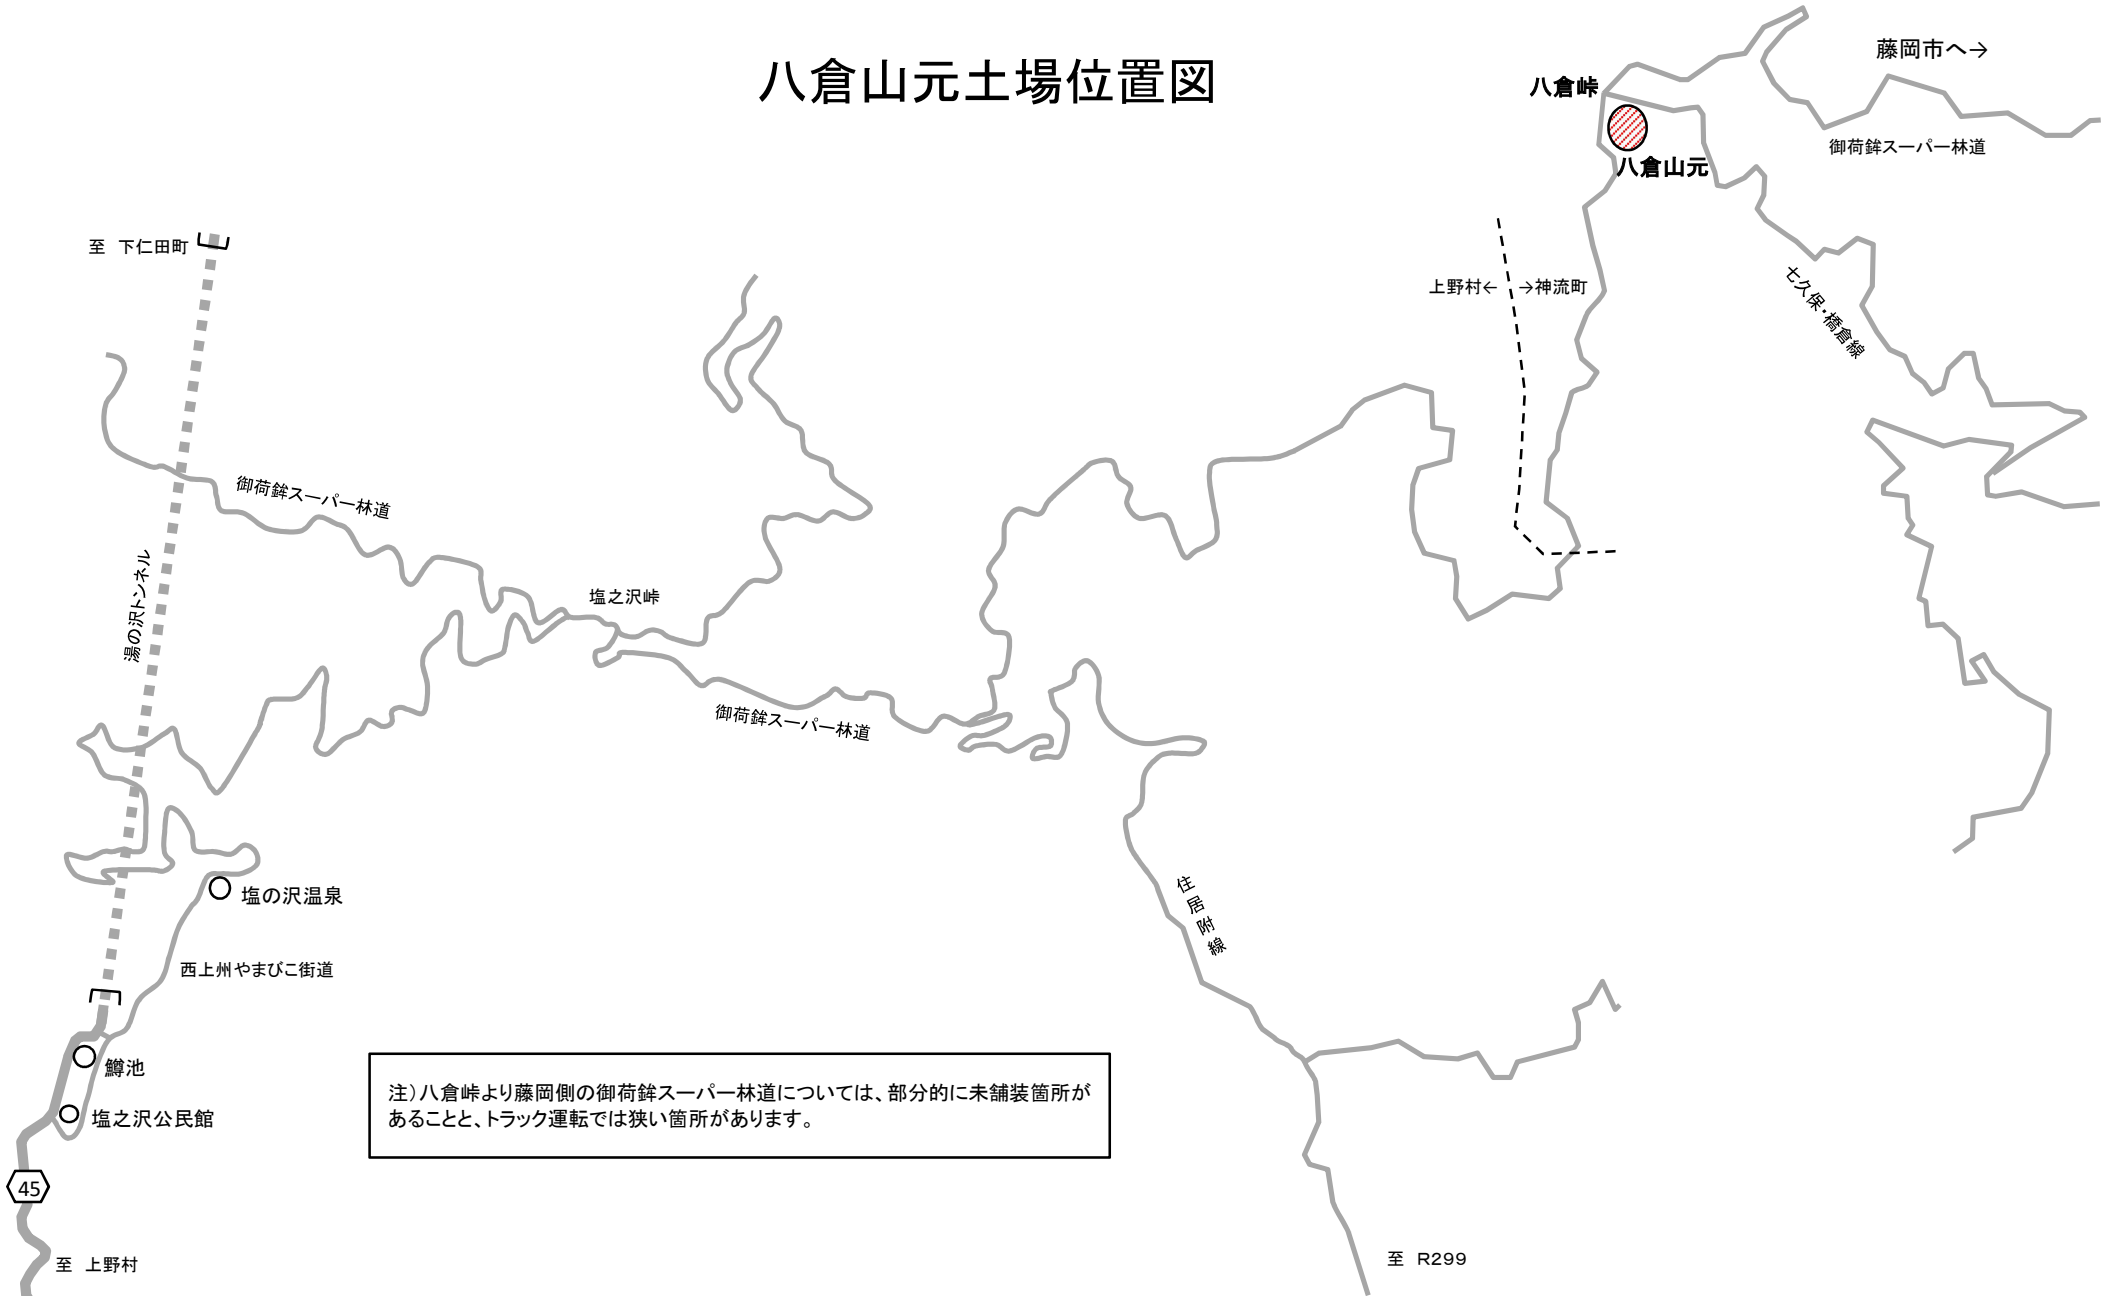 八倉山元土場位置図
藤岡市へ→
八倉峠
御荷鉾スーパー林道
八倉山元
至 下仁田町
上野村← →神流町
七久保・橋倉線
御荷鉾スーパー林道
湯の沢トンネル
塩之沢峠
御荷鉾スーパー林道
塩の沢温泉
住居附線
西上州やまびこ街道
鱒池
塩之沢公民館
注）八倉峠より藤岡側の御荷鉾スーパー林道については、部分的に未舗装箇所が
あることと、トラック運転では狭い箇所があります。
45
至 上野村
至 R299